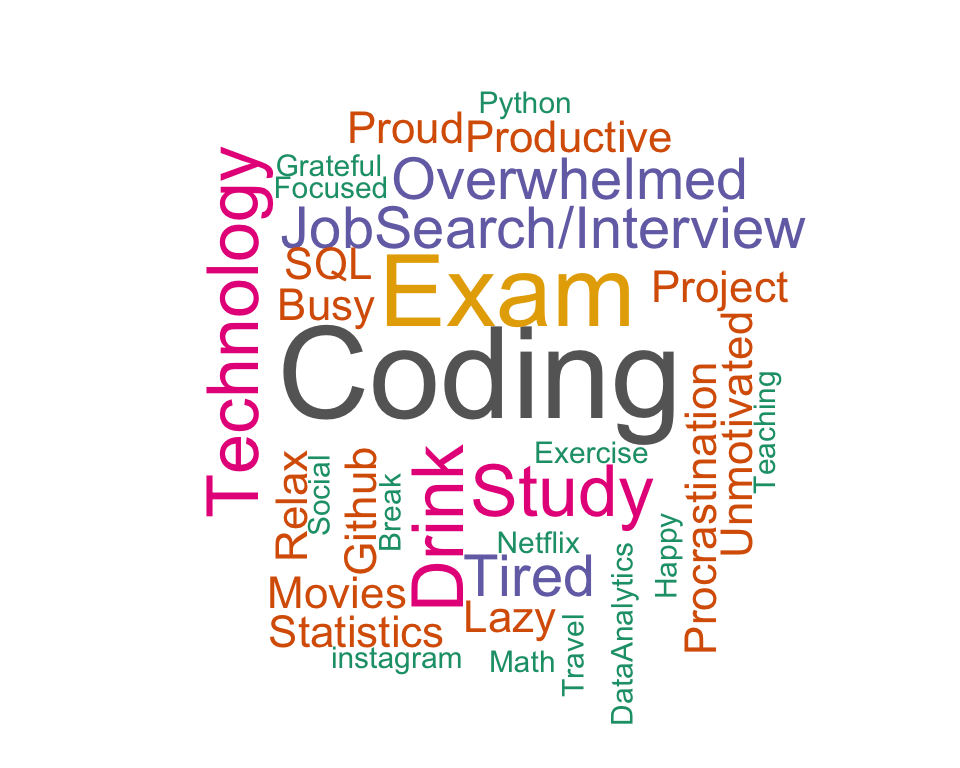 Python
Proud
Productive
Grateful
Focused
Overwhelmed
Technology
JobSearch/Interview
SQL
Exam
Project
Busy
Coding
Unmotivated
Procrastination
Teaching
Exercise
Relax
Social
Github
Break
Drink
Study
Netflix
Happy
Tired
DataAnalytics
Movies
Lazy
Statistics
Travel
instagram
Math